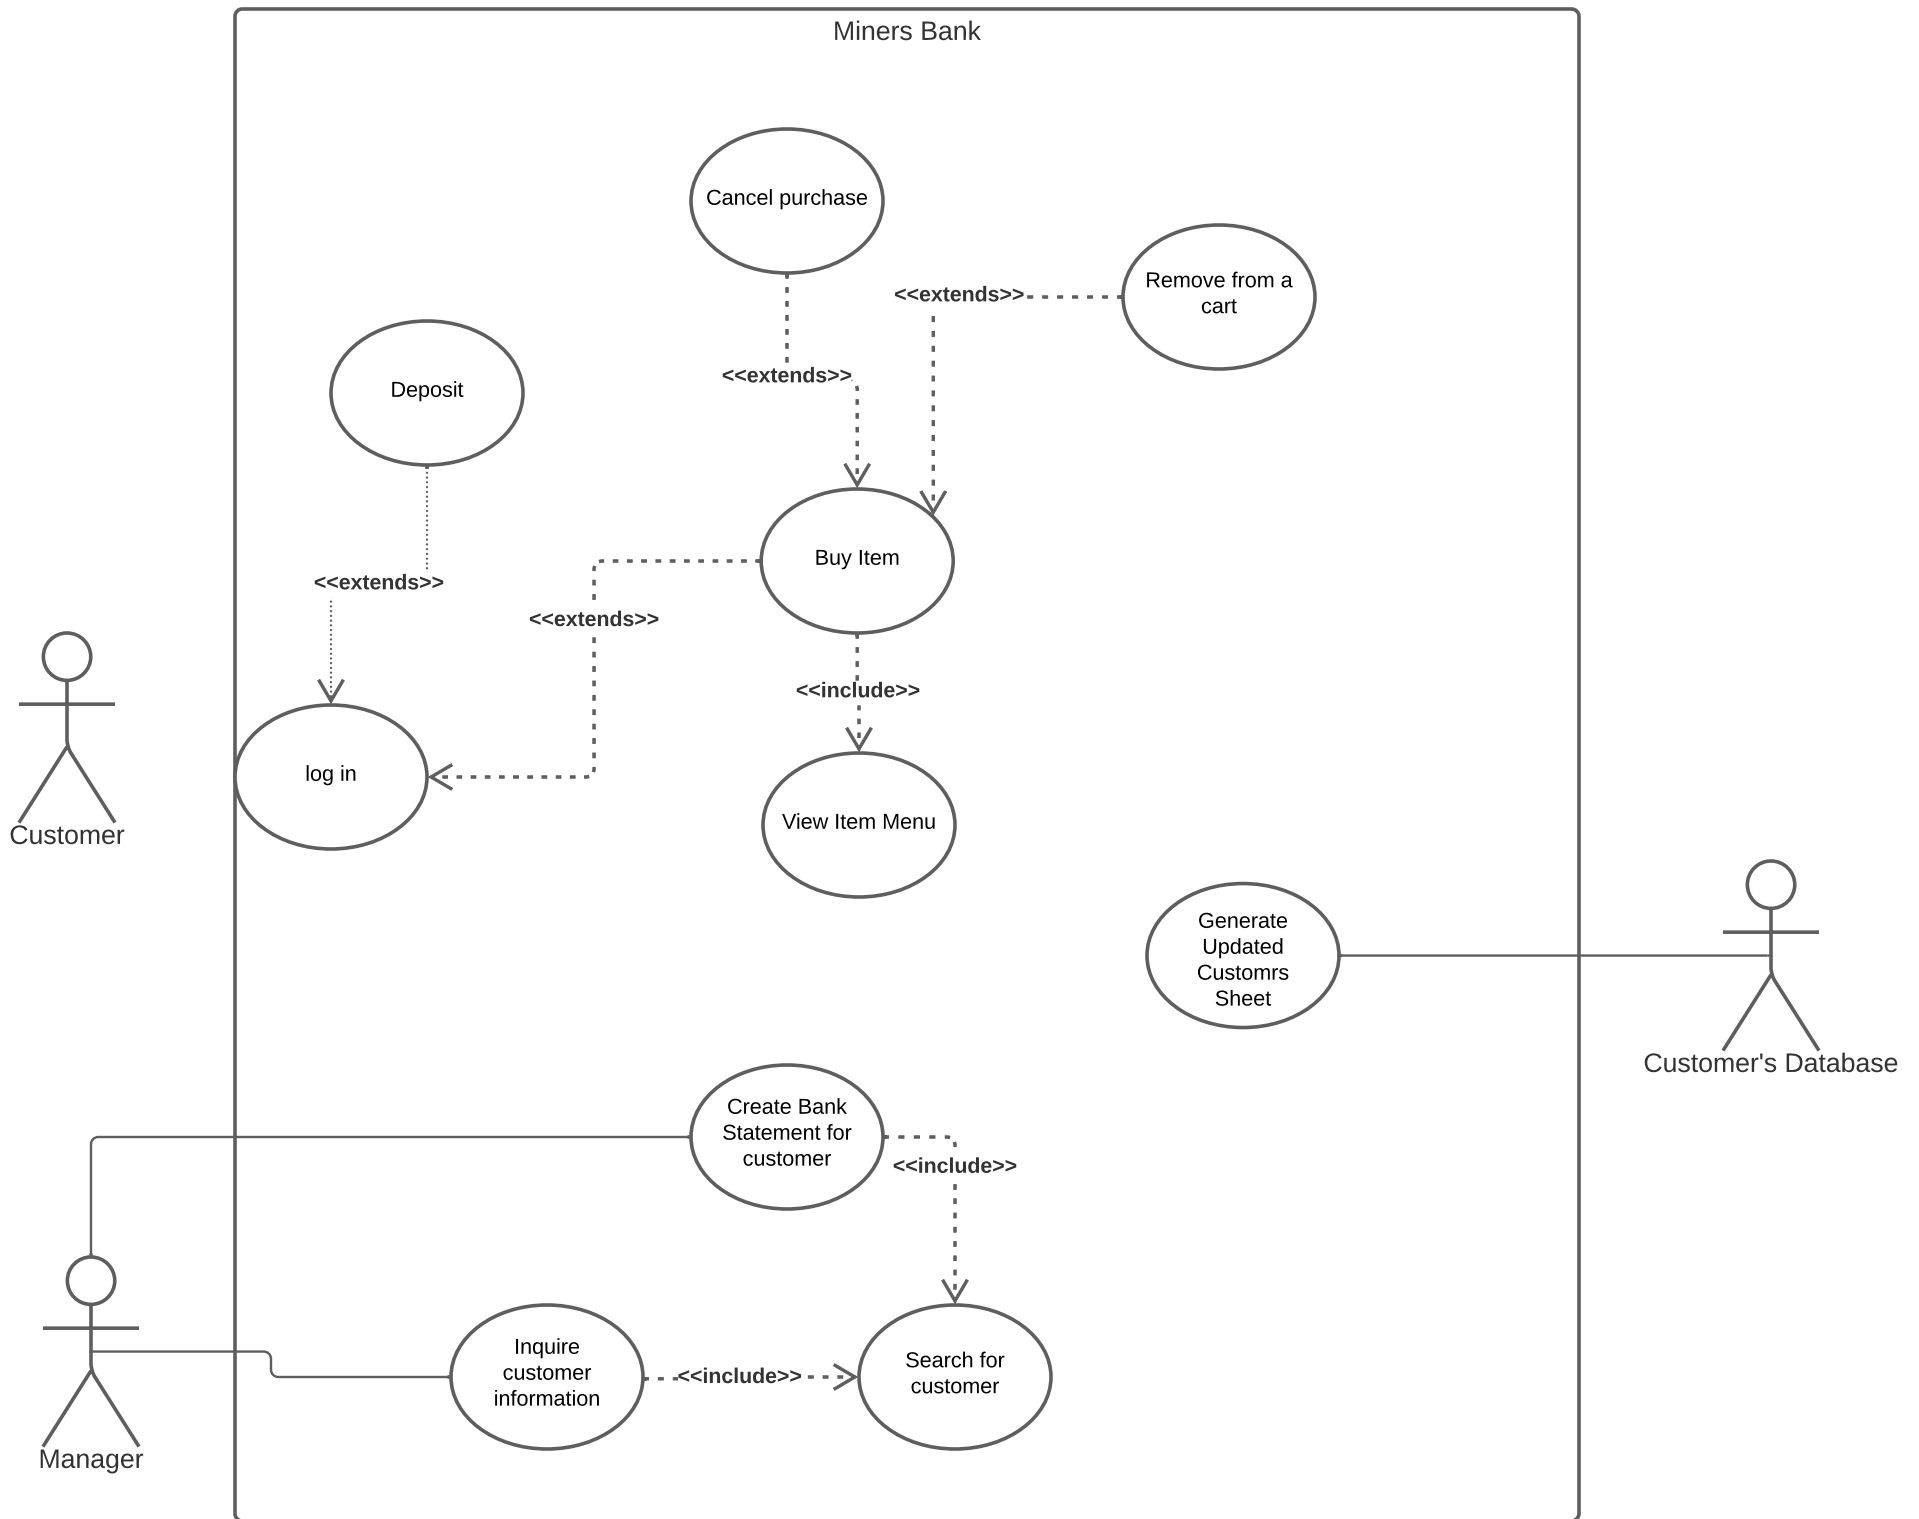 Miners Bank
Cancel purchase
Remove from a
cart
<<extends>>
<<extends>>
Deposit
Buy Item
<<extends>>
<<extends>>
<<include>>
log in
View Item Menu
Customer
Generate
Updated
Customrs
Sheet
Customer's Database
Create Bank
Statement for
customer
<<include>>
Inquire
customer
information
<<include>>
Search for
customer
Manager